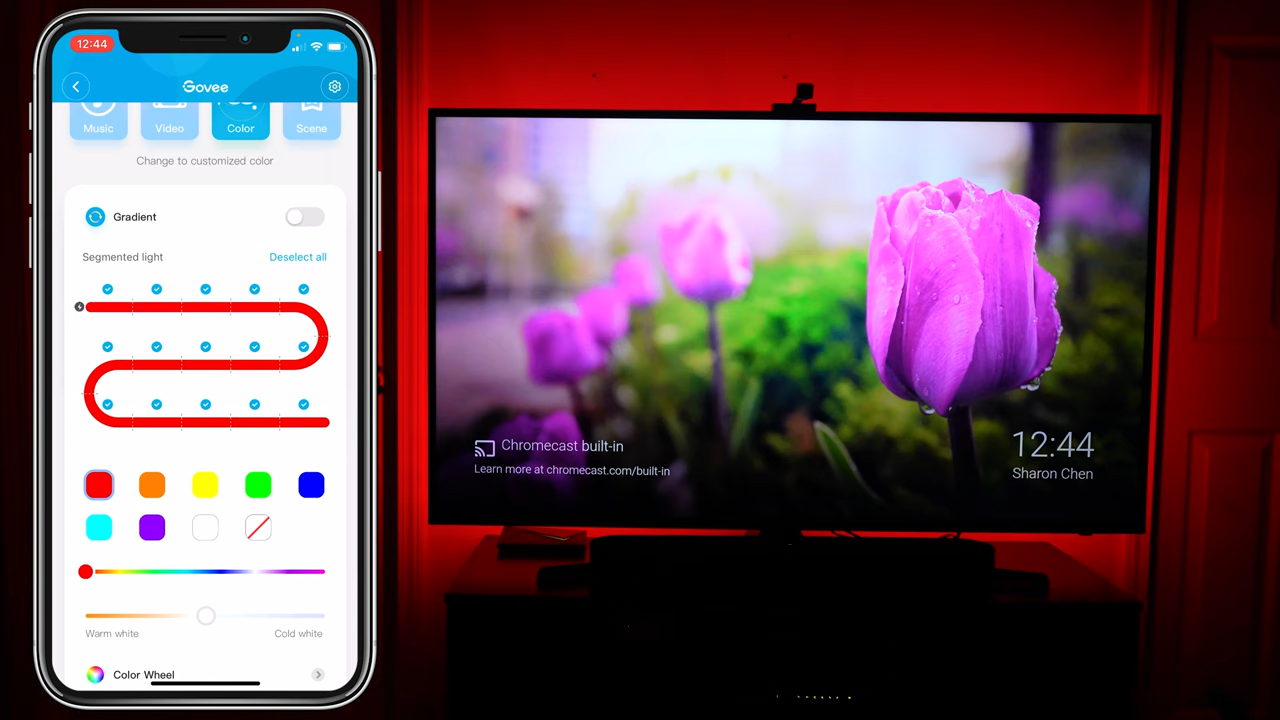 12:44
Govee
Music
Video
Color
Scene
Change to customized color
Gradient
Segmented light
Deselect all
Warm white
Cold white
Color Wheel
Chromecast built-in
Learn more at chromecast.com/built-in
12:44
Sharon Chen